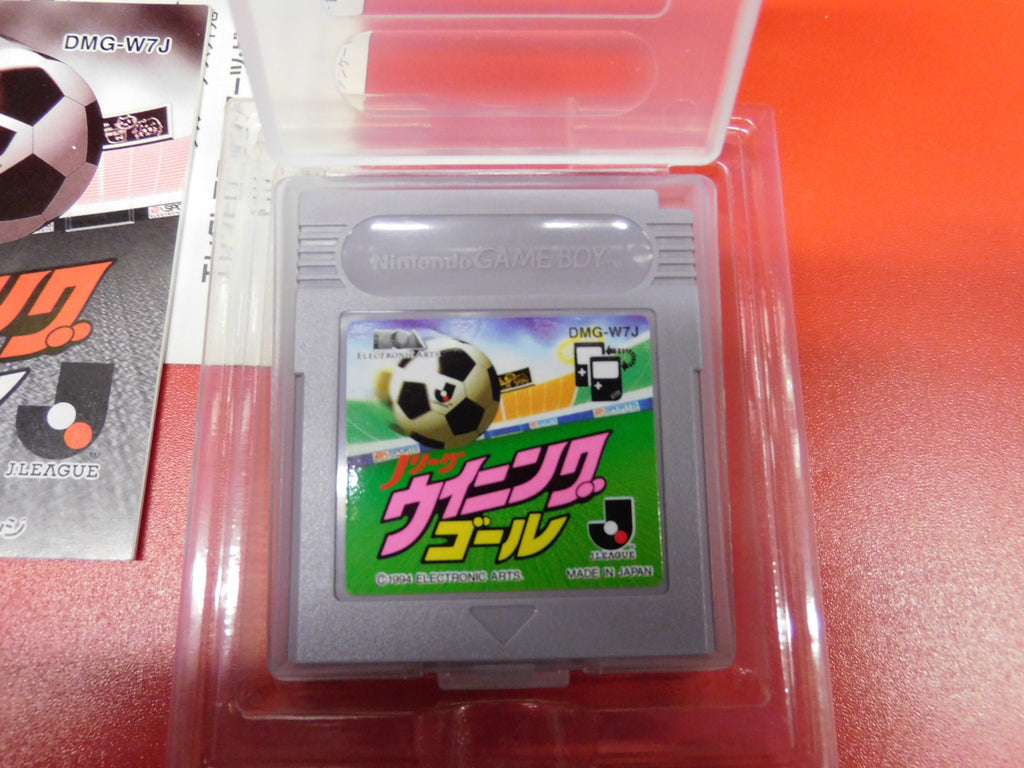 DMG-W7J
J.LEAGUE
Nintendo GAME BOY
ELECTRONIC ARTS
DMG-W7J
Jリーグ
ウイニング
ゴール
J.LEAGUE
©1994 ELECTRONIC ARTS.
MADE IN JAPAN